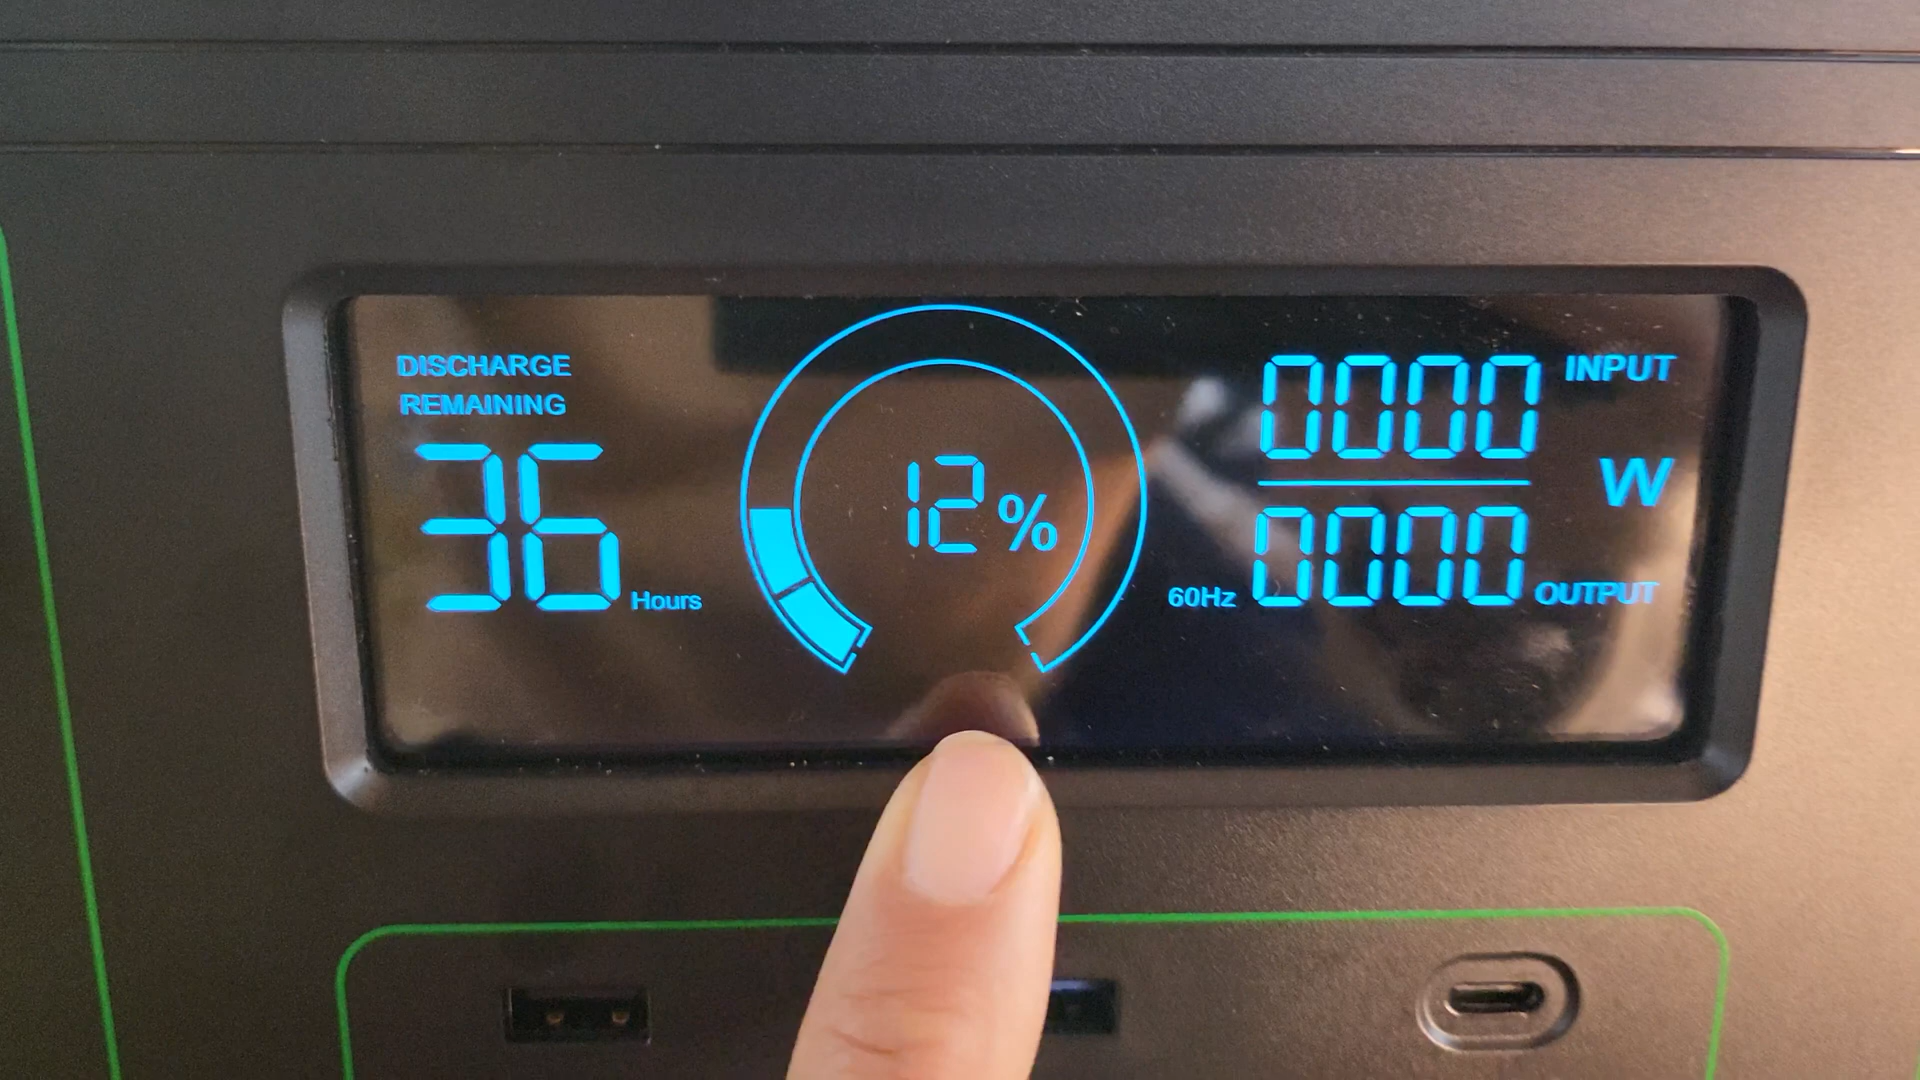 DISCHARGE
REMAINING
36 Hours
12%
0000 INPUT
W
60Hz 0000 OUTPUT